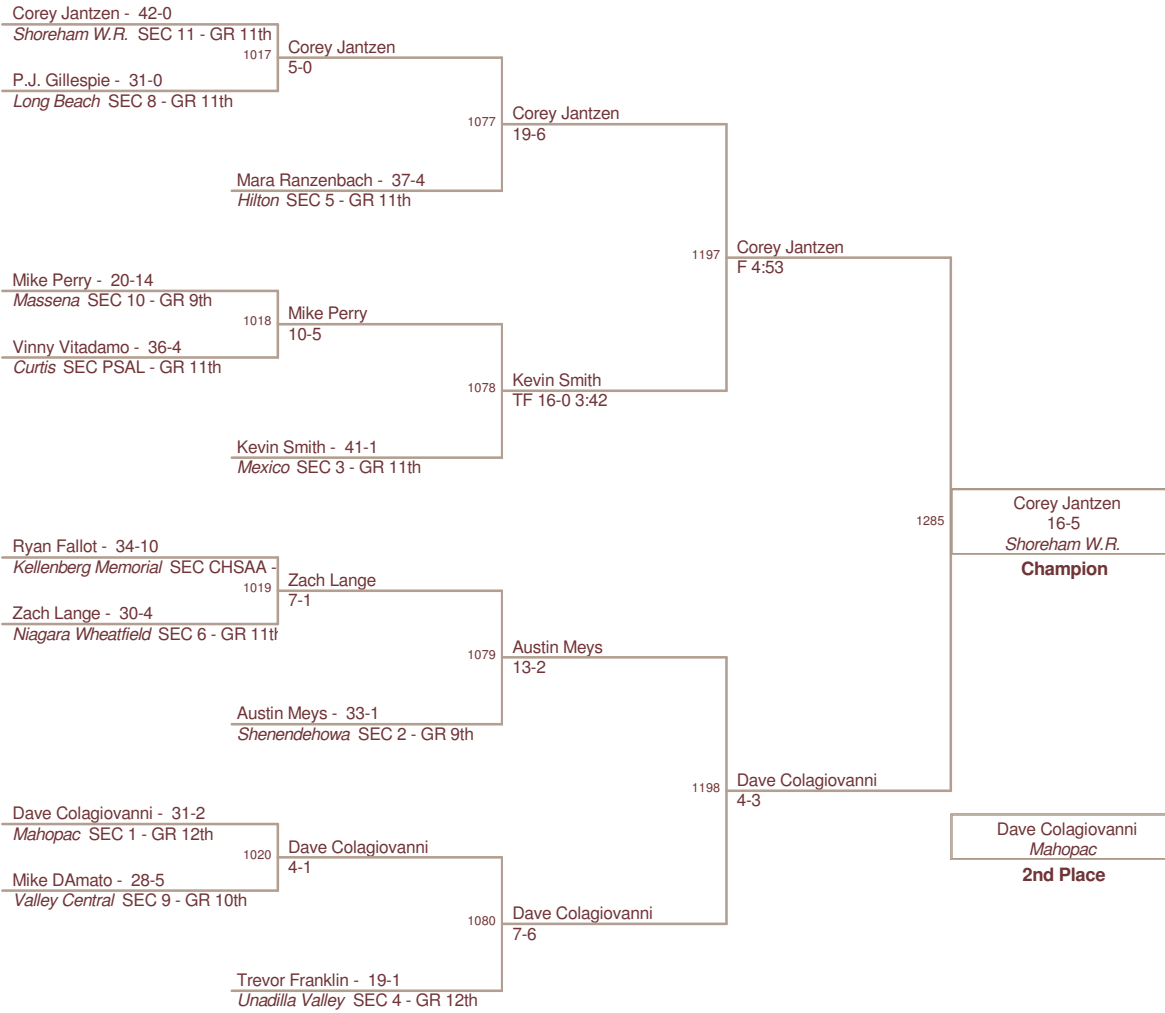 Corey Jantzen - 42-0
Shoreham W.R. SEC 11 - GR 11th
1017
Corey Jantzen
5-0
P.J. Gillespie - 31-0
Long Beach SEC 8 - GR 11th
1077
Corey Jantzen
19-6
Mara Ranzenbach - 37-4
Hilton SEC 5 - GR 11th
1197
Corey Jantzen
F 4:53
Mike Perry - 20-14
Massena SEC 10 - GR 9th
1018
Mike Perry
10-5
Vinny Vitadamo - 36-4
Curtis SEC PSAL - GR 11th
1078
Kevin Smith
TF 16-0 3:42
Kevin Smith - 41-1
Mexico SEC 3 - GR 11th
1285
Corey Jantzen
16-5
Shoreham W.R.
Champion
Ryan Fallot - 34-10
Kellenberg Memorial SEC CHSAA -
1019
Zach Lange
7-1
Zach Lange - 30-4
Niagara Wheatfield SEC 6 - GR 11th
1079
Austin Meys
13-2
Austin Meys - 33-1
Shenendehowa SEC 2 - GR 9th
1198
Dave Colagiovanni
4-3
Dave Colagiovanni - 31-2
Mahopac SEC 1 - GR 12th
1020
Dave Colagiovanni
4-1
Mike DAmato - 28-5
Valley Central SEC 9 - GR 10th
1080
Dave Colagiovanni
7-6
Trevor Franklin - 19-1
Unadilla Valley SEC 4 - GR 12th
Dave Colagiovanni
Mahopac
2nd Place